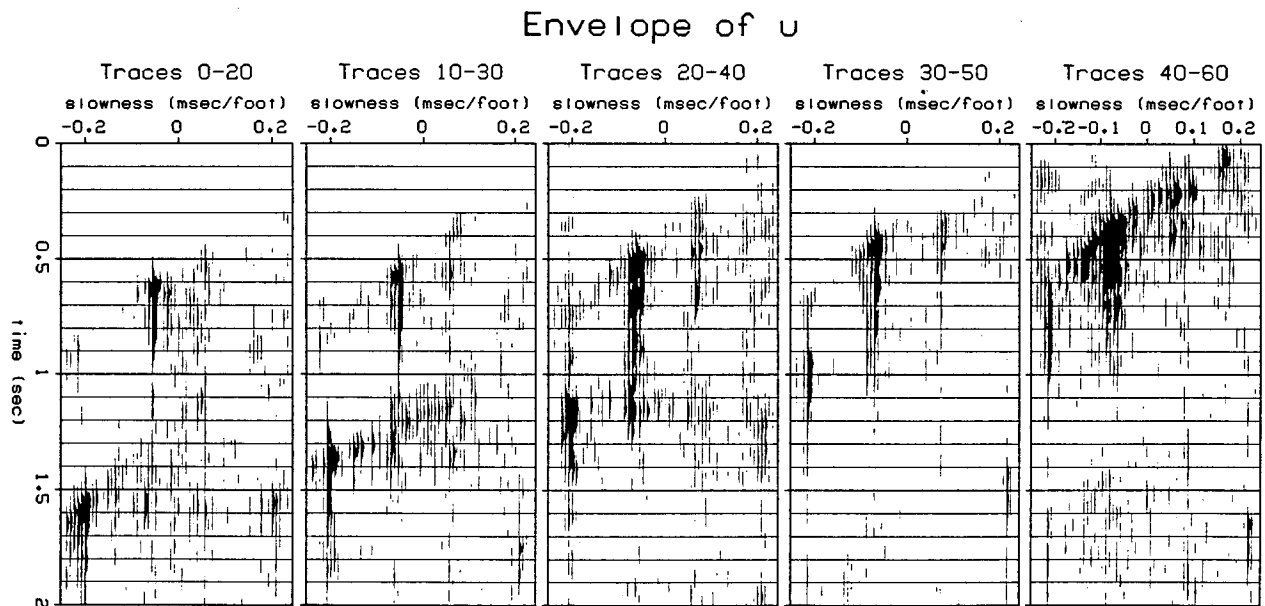 Envelope of u
Traces 0-20 Traces 10-30 Traces 20-40 Traces 30-50 Traces 40-60
slowness (msec/foot) slowness (msec/foot) slowness (msec/foot) slowness (msec/foot) slowness (msec/foot)
-0.2 0 0.2 -0.2 0 0.2 -0.2 0 0.2 -0.2 0 0.2 -0.2 -0.1 0 0.1 0.2
0
0.5
1
1.5
2
time (sec)